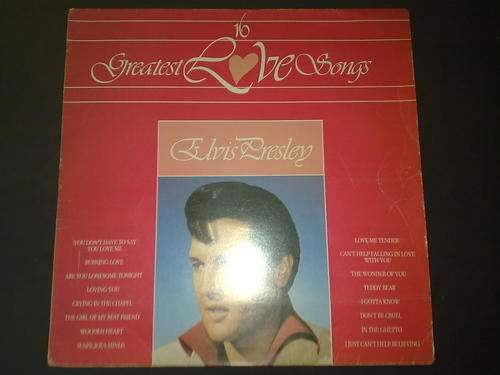 16
Greatest Love Songs
Elvis Presley
YOU DON'T HAVE TO SAY
YOU LOVE ME
BURNING LOVE
ARE YOU LONESOME TONIGHT
LOVING YOU
CRYING IN THE CHAPEL
THE GIRL OF MY BEST FRIEND
WOODEN HEART
SUSPICIOUS MINDS
LOVE ME TENDER
CAN'T HELP FALLING IN LOVE
WITH YOU
THE WONDER OF YOU
TEDDY BEAR
I GOTTA KNOW
DON'T BE CRUEL
IN THE GHETTO
I JUST CAN'T HELP BELIEVING